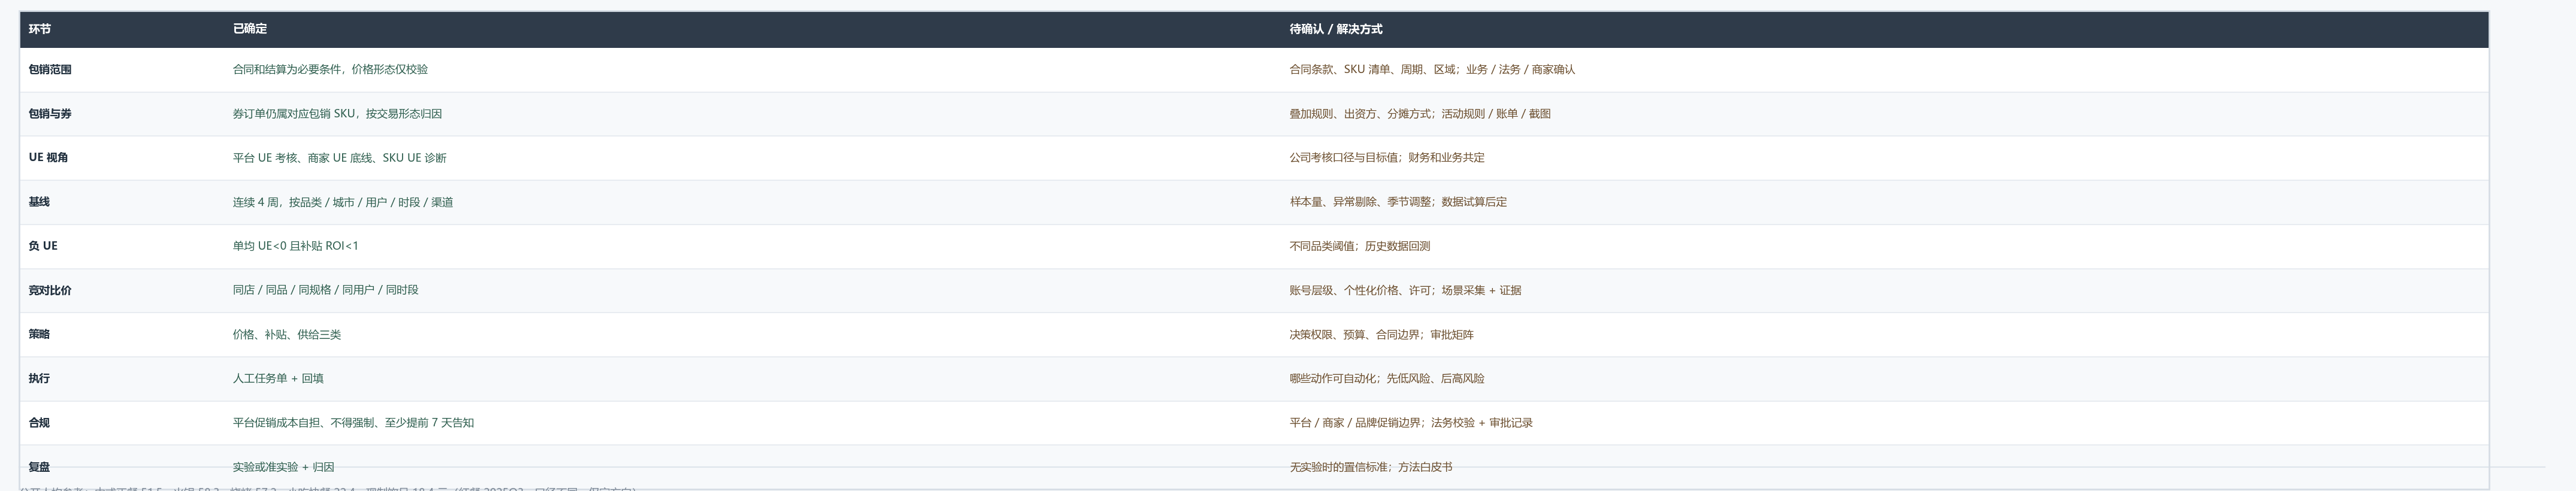 环节 已确定 待确认 / 解决方式
包销范围 合同和结算为必要条件，价格形态仅校验 合同条款、SKU 清单、周期、区域；业务 / 法务 / 商家确认
包销与券 券订单仍属对应包销 SKU，按交易形态归因 叠加规则、出资方、分摊方式；活动规则 / 账单 / 截图
UE 视角 平台 UE 考核、商家 UE 底线、SKU UE 诊断 公司考核口径与目标值；财务和业务共定
基线 连续 4 周，按品类 / 城市 / 用户 / 时段 / 渠道 样本量、异常剔除、季节调整；数据试算后定
负 UE 单均 UE<0 且补贴 ROI<1 不同品类阈值；历史数据回测
竞对比价 同店 / 同品 / 同规格 / 同用户 / 同时段 账号层级、个性化价格、许可；场景采集 + 证据
策略 价格、补贴、供给三类 决策权限、预算、合同边界；审批矩阵
执行 人工任务单 + 回填 哪些动作可自动化；先低风险、后高风险
合规 平台促销成本自担、不得强制、至少提前 7 天告知 平台 / 商家 / 品牌促销边界；法务校验 + 审批记录
复盘 实验或准实验 + 归因 无实验时的置信标准；方法白皮书